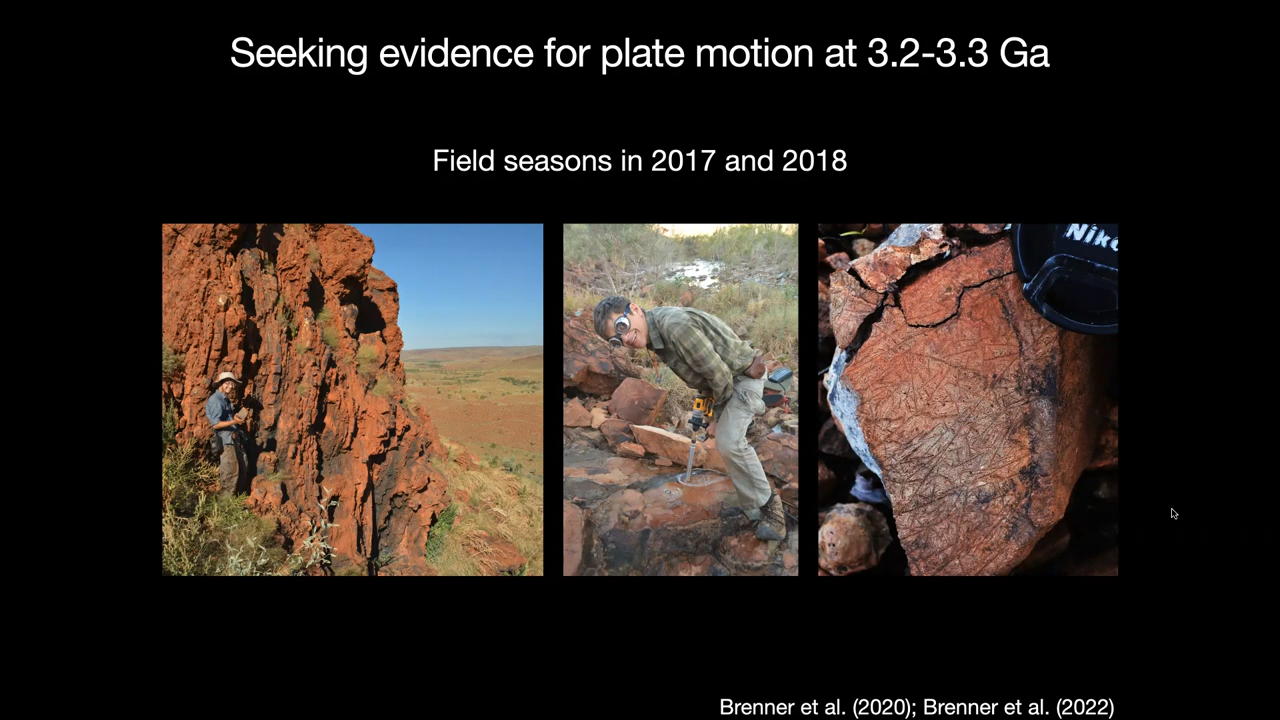 Seeking evidence for plate motion at 3.2-3.3 Ga
Field seasons in 2017 and 2018
Brenner et al. (2020); Brenner et al. (2022)